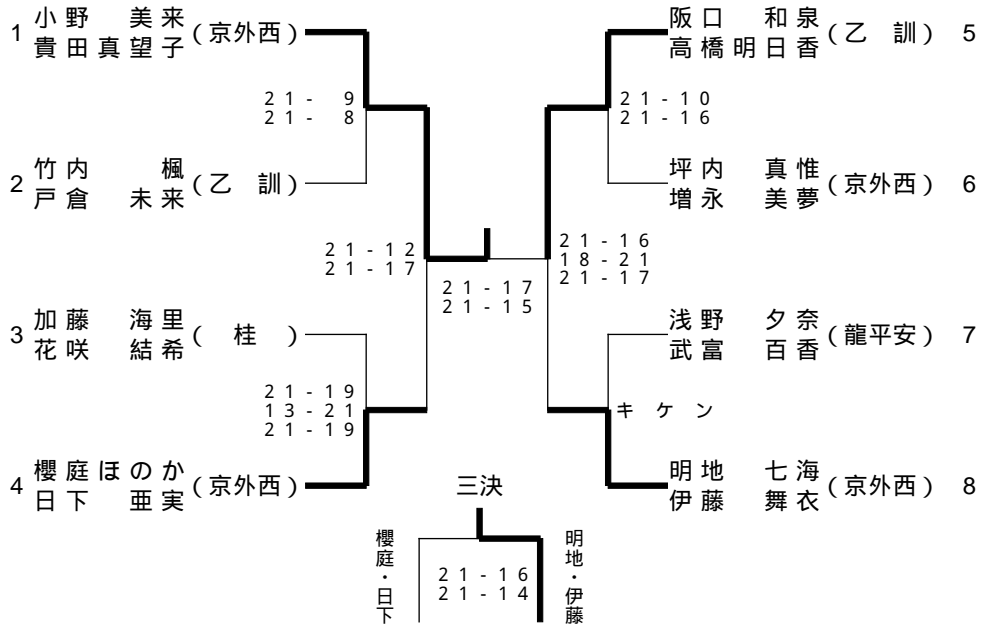 1 小野 美来
貴田真望子 (京外西)
21 - 9
21 - 8
2 竹内 楓
戸倉 未来 (乙 訓)
21 - 12
21 - 17
3 加藤 海里
花咲 結希 ( 桂 )
21 - 19
13 - 21
21 - 19
4 櫻庭ほのか
日下 亜実 (京外西)
21 - 17
21 - 15
阪口 和泉
高橋明日香 (乙 訓) 5
21 - 10
21 - 16
坪内 真惟
増永 美夢 (京外西) 6
21 - 16
18 - 21
21 - 17
浅野 夕奈
武富 百香 (龍平安) 7
キケン
明地 七海
伊藤 舞衣 (京外西) 8
三決
櫻庭・日下
21 - 16
21 - 14
明地・伊藤